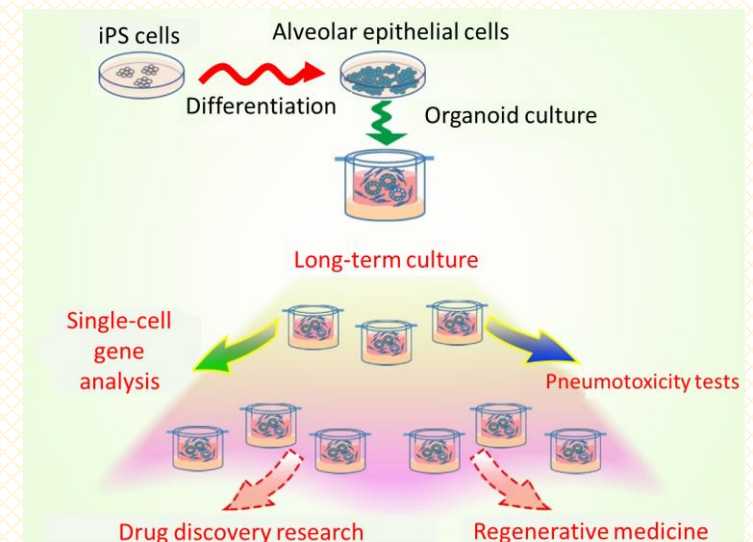 iPS cells
Alveolar epithelial cells
Differentiation
Organoid culture
Long-term culture
Single-cell
gene
analysis
Pneumotoxicity tests
Drug discovery research
Regenerative medicine